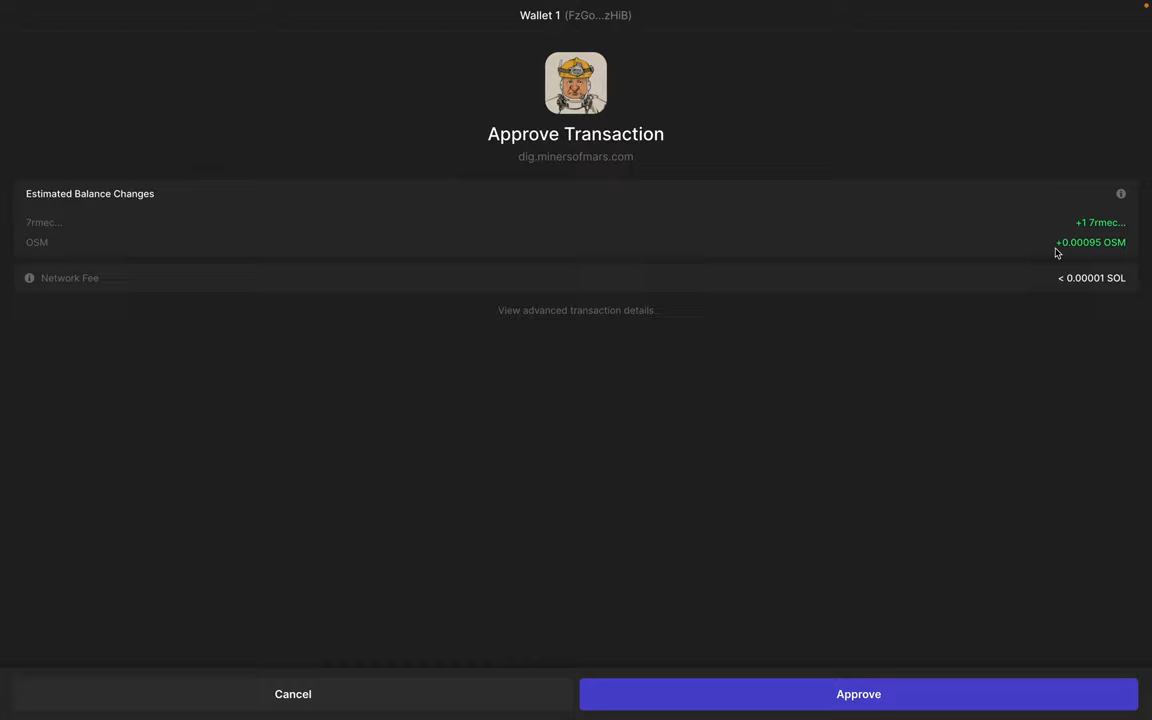 Wallet 1 (FzGo...zHiB)
Approve Transaction
dig.minersofmars.com
Estimated Balance Changes
7rmec... +1 7rmec...
OSM +0.00095 OSM
Network Fee < 0.00001 SOL
View advanced transaction details
Cancel Approve